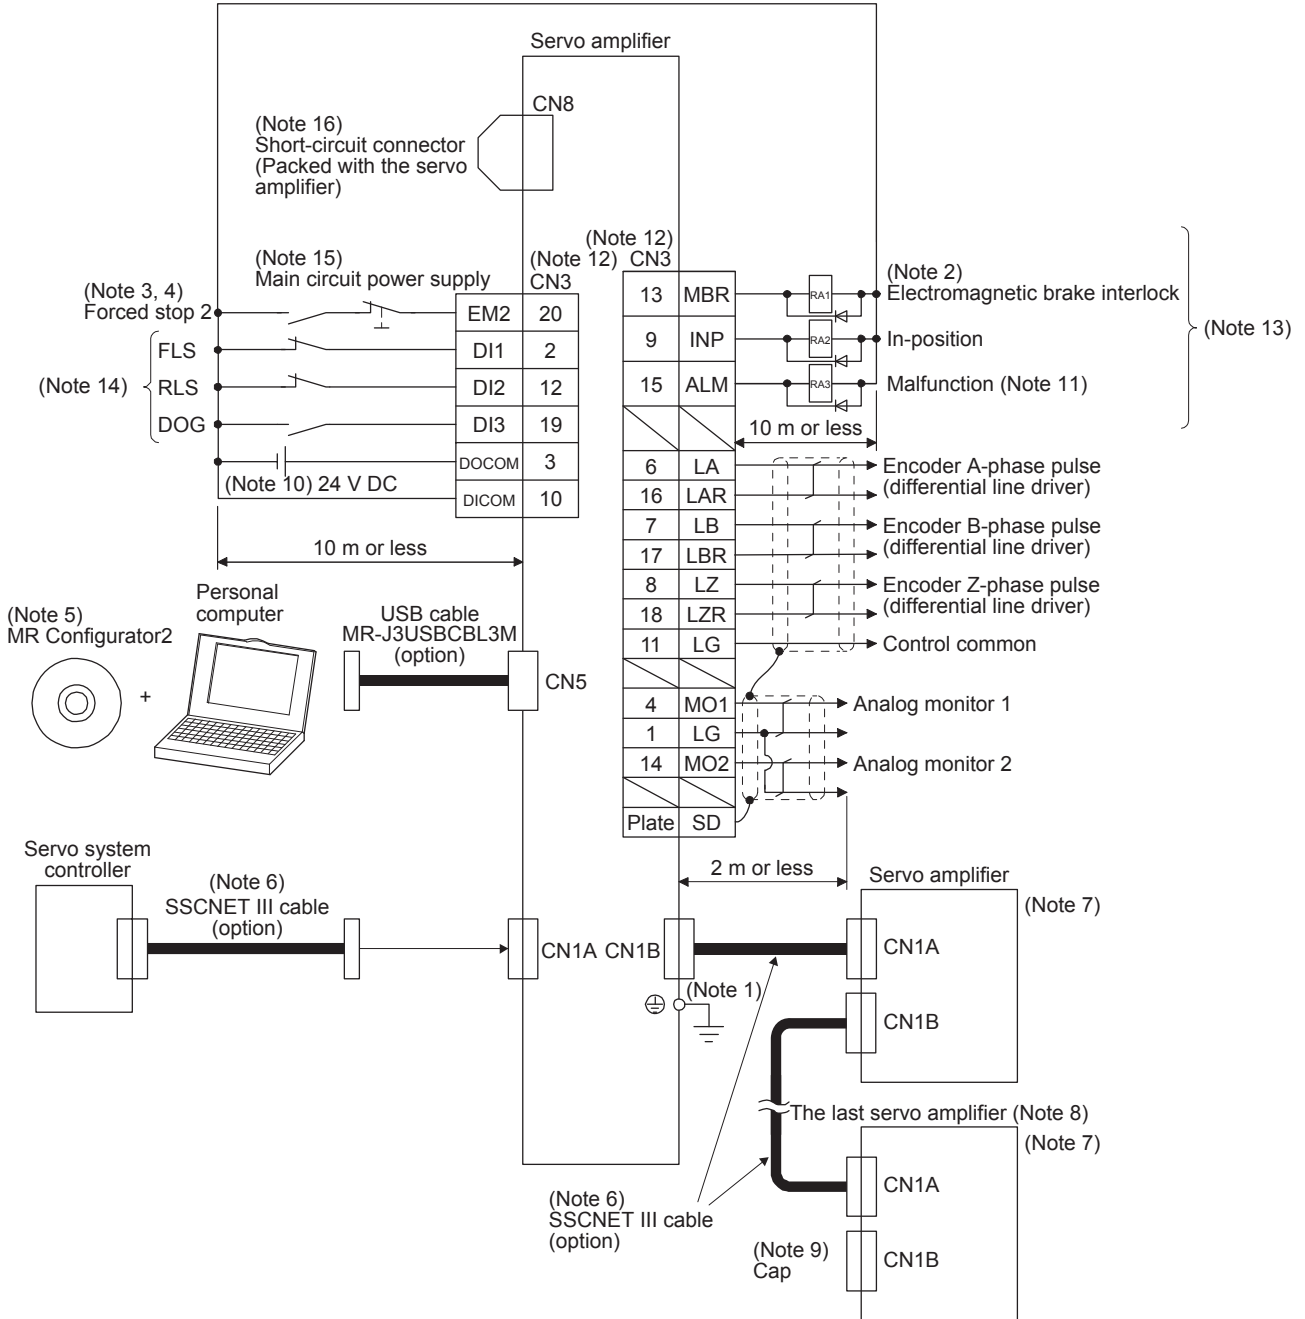 Servo amplifier
CN8
(Note 16)
Short-circuit connector
(Packed with the servo
amplifier)
(Note 15)
Main circuit power supply
(Note 12)
CN3
(Note 3, 4)
Forced stop 2
EM2 20
FLS
DI1 2
(Note 14)
RLS
DI2 12
DOG
DI3 19
DOCOM 3
(Note 10) 24 V DC
DICOM 10
10 m or less
(Note 12)
CN3
13 MBR
RA1
(Note 2)
Electromagnetic brake interlock
9 INP
RA2
In-position
(Note 13)
15 ALM
RA3
Malfunction (Note 11)
10 m or less
6 LA
Encoder A-phase pulse
(differential line driver)
16 LAR
7 LB
Encoder B-phase pulse
(differential line driver)
17 LBR
8 LZ
Encoder Z-phase pulse
(differential line driver)
18 LZR
11 LG
Control common
4 MO1
Analog monitor 1
1 LG
14 MO2
Analog monitor 2
Plate SD
2 m or less
(Note 5)
MR Configurator2
+
Personal
computer
USB cable
MR-J3USBCBL3M
(option)
CN5
Servo system
controller
(Note 6)
SSCNET III cable
(option)
CN1A CN1B
(Note 1)
Servo amplifier
(Note 7)
CN1A
CN1B
The last servo amplifier (Note 8)
(Note 7)
CN1A
CN1B
(Note 6)
SSCNET III cable
(option)
(Note 9)
Cap